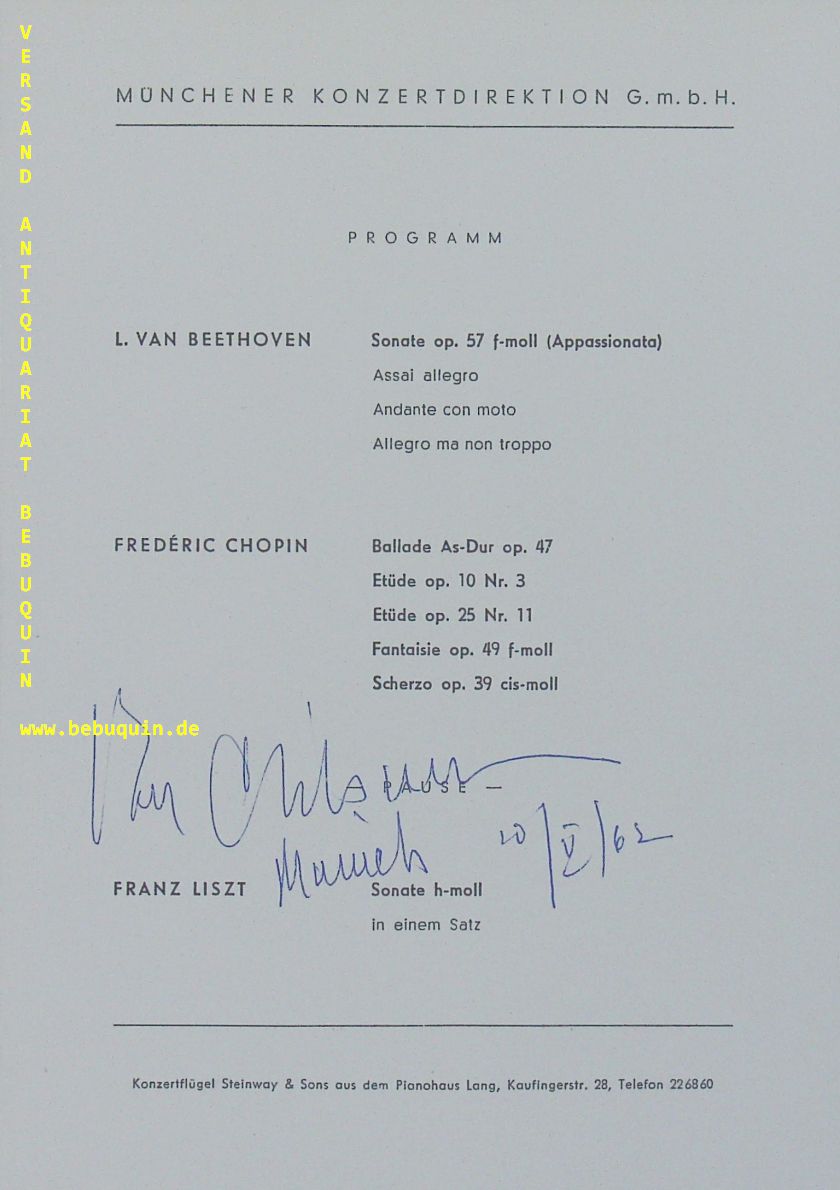 VERSAND ANTIQUARIAT BEBUQUIN
www.bebuquin.de
MÜNCHENER KONZERTDIREKTION G.m.b.H.
PROGRAMM
L. VAN BEETHOVEN Sonate op. 57 f-moll (Appassionata)
Assai allegro
Andante con moto
Allegro ma non troppo
FREDÉRIC CHOPIN Ballade As-Dur op. 47
Etüde op. 10 Nr. 3
Etüde op. 25 Nr. 11
Fantaisie op. 49 f-moll
Scherzo op. 39 cis-moll
Van Cliburn
– PAUSE –
Munich 20/V/62
FRANZ LISZT Sonate h-moll
in einem Satz
Konzertflügel Steinway & Sons aus dem Pianohaus Lang, Kaufingerstr. 28, Telefon 226860